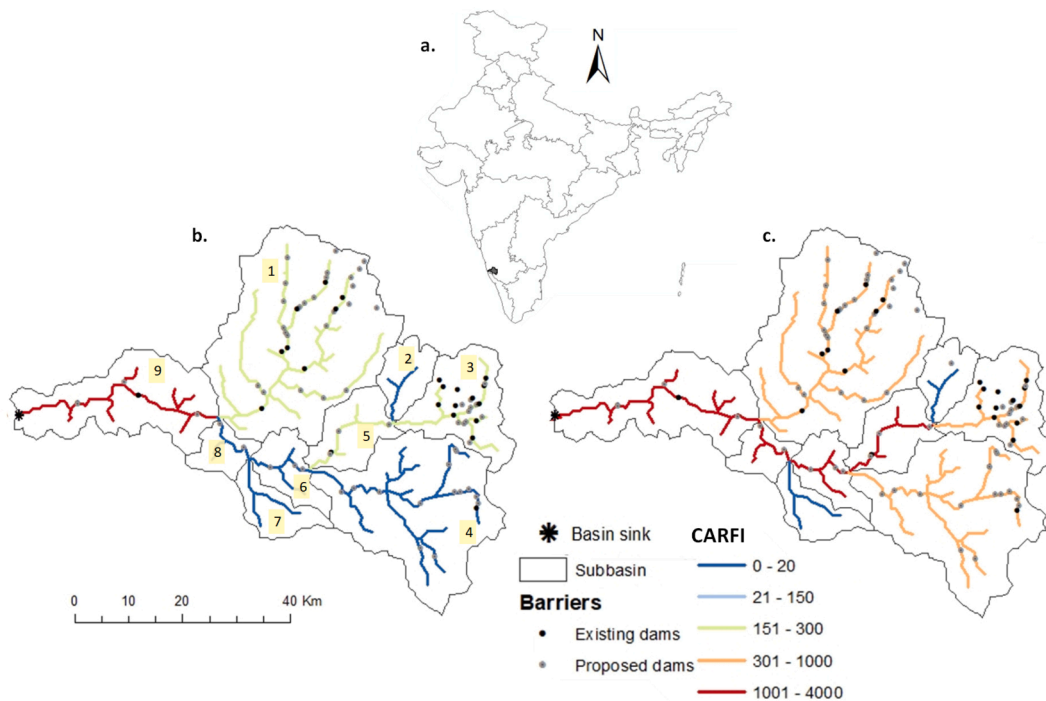 a.
N
b.
c.
1
2
3
9
5
8
6
7
4
Basin sink
Subbasin
Barriers
Existing dams
Proposed dams
CARFI
0 - 20
21 - 150
151 - 300
301 - 1000
1001 - 4000
0 10 20 40 Km